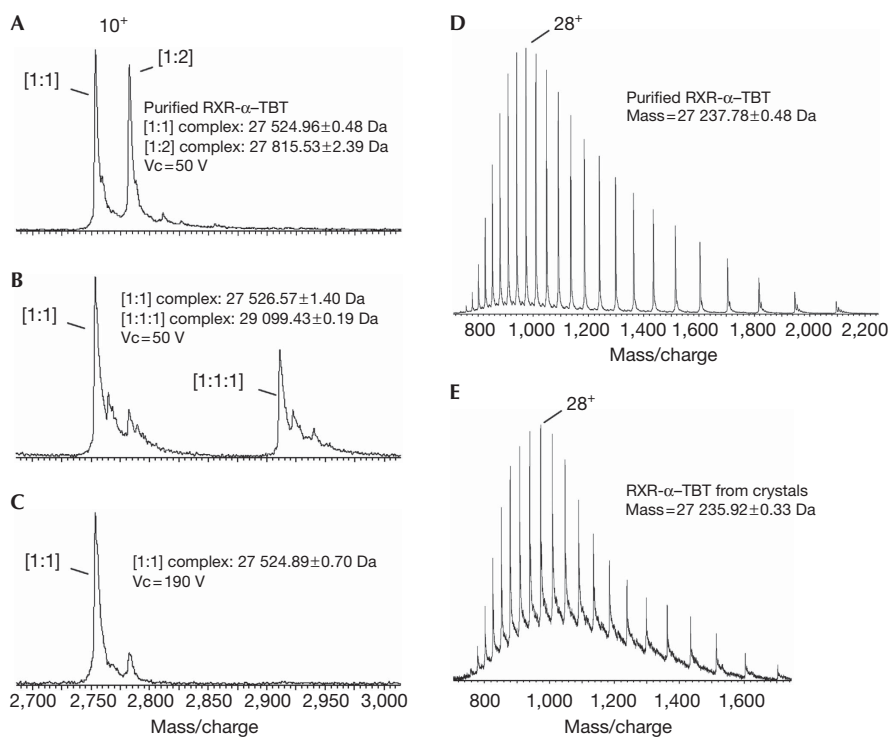 A
10+
[1:1]
[1:2]
Purified RXR-α–TBT
[1:1] complex: 27 524.96±0.48 Da
[1:2] complex: 27 815.53±2.39 Da
Vc=50 V
B
[1:1]
[1:1] complex: 27 526.57±1.40 Da
[1:1:1] complex: 29 099.43±0.19 Da
Vc=50 V
[1:1:1]
C
[1:1]
[1:1] complex: 27 524.89±0.70 Da
Vc=190 V
2,700 2,750 2,800 2,850 2,900 2,950 3,000
Mass/charge
D
28+
Purified RXR-α–TBT
Mass=27 237.78±0.48 Da
800 1,000 1,200 1,400 1,600 1,800 2,000 2,200
Mass/charge
E
28+
RXR-α–TBT from crystals
Mass=27 235.92±0.33 Da
800 1,000 1,200 1,400 1,600
Mass/charge